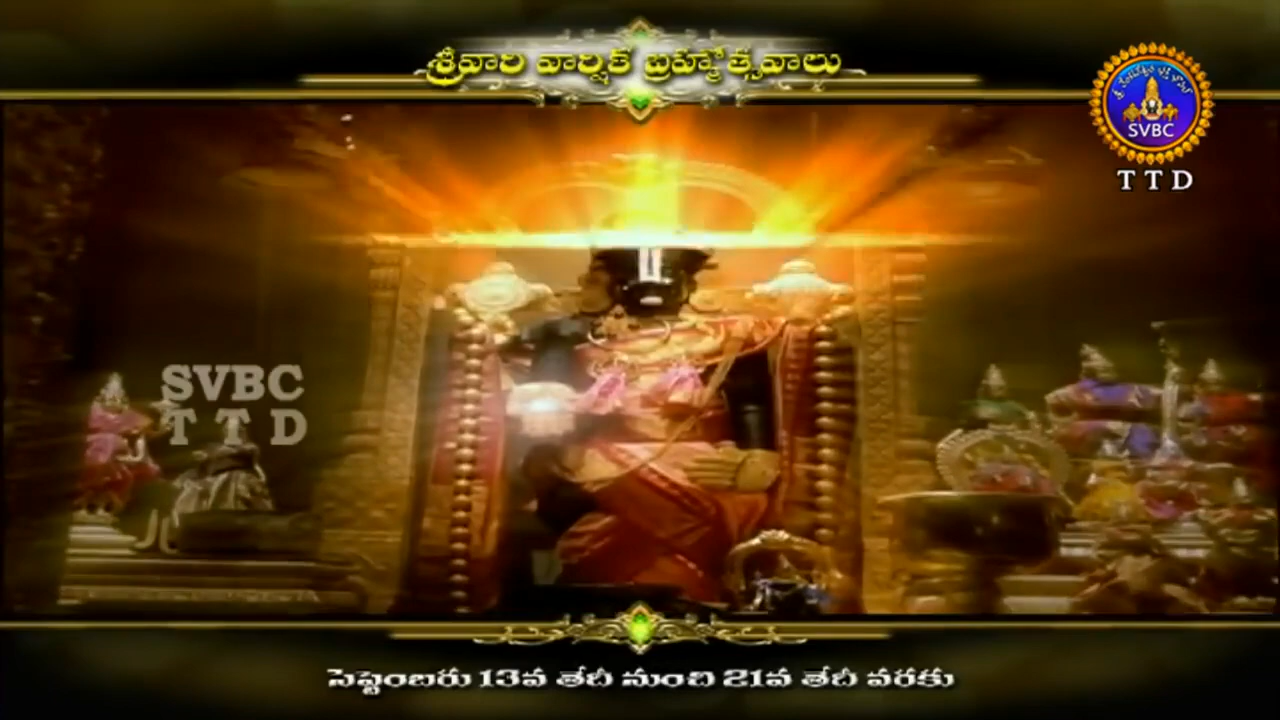 శ్రీవారి వార్షిక బ్రహ్మోత్సవాలు
SVBC
TTD
SVBC
TTD
సెప్టెంబరు 13వ తేదీ నుంచి 21వ తేదీ వరకు